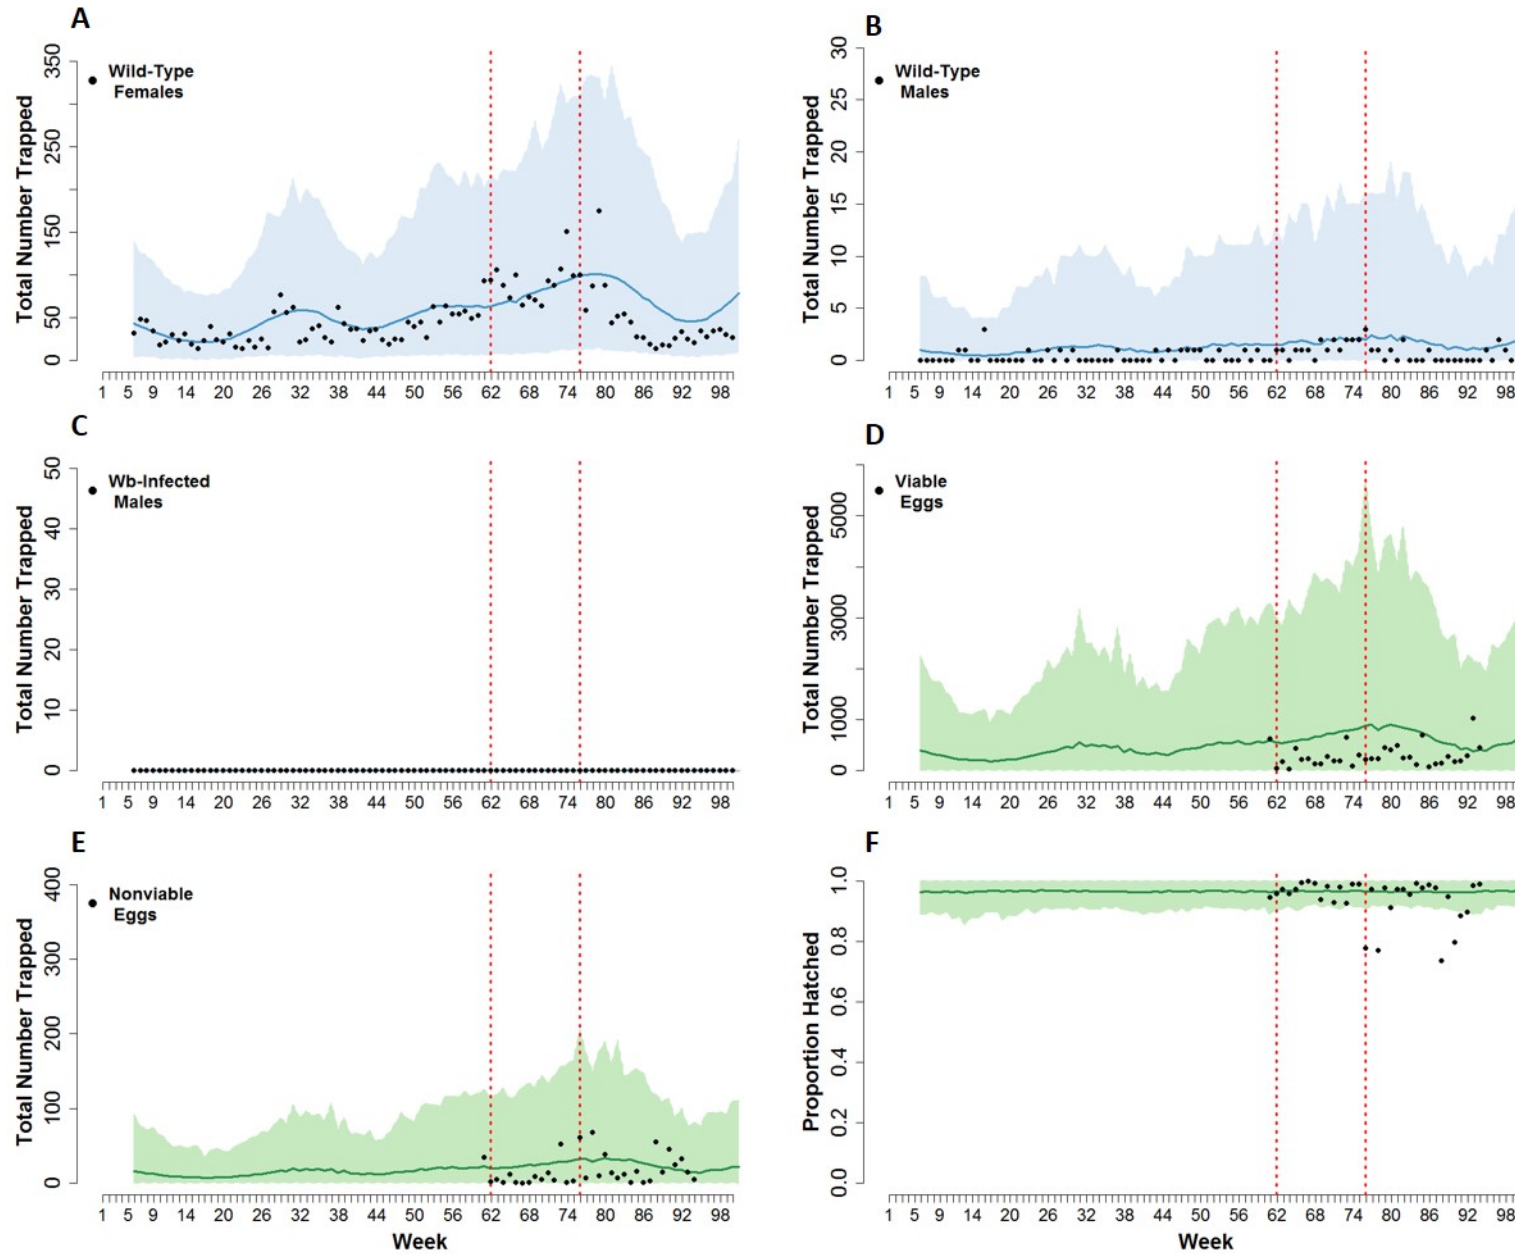 A
B
350
250
150
50
0
Total Number Trapped
Wild-Type
Females
1 5 9 14 20 26 32 38 44 50 56 62 68 74 80 86 92 98
30
25
20
15
10
5
0
Total Number Trapped
Wild-Type
Males
1 5 9 14 20 26 32 38 44 50 56 62 68 74 80 86 92 98
C
D
50
40
30
20
10
0
Total Number Trapped
Wb-Infected
Males
1 5 9 14 20 26 32 38 44 50 56 62 68 74 80 86 92 98
5000
3000
1000
0
Total Number Trapped
Viable
Eggs
1 5 9 14 20 26 32 38 44 50 56 62 68 74 80 86 92 98
E
F
400
300
200
100
0
Total Number Trapped
Nonviable
Eggs
1 5 9 14 20 26 32 38 44 50 56 62 68 74 80 86 92 98
Week
1.0
0.8
0.6
0.4
0.2
0.0
Proportion Hatched
1 5 9 14 20 26 32 38 44 50 56 62 68 74 80 86 92 98
Week